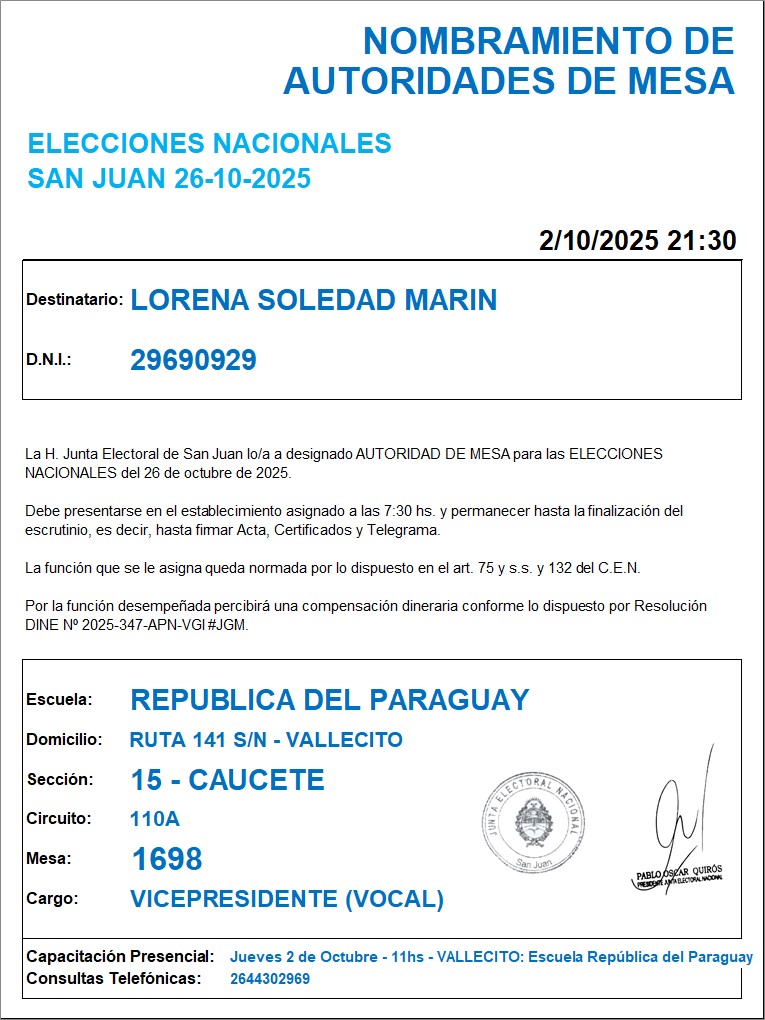 NOMBRAMIENTO DE
AUTORIDADES DE MESA
ELECCIONES NACIONALES
SAN JUAN 26-10-2025
2/10/2025 21:30
Destinatario: LORENA SOLEDAD MARIN
D.N.I.: 29690929
La H. Junta Electoral de San Juan lo/a a designado AUTORIDAD DE MESA para las ELECCIONES
NACIONALES del 26 de octubre de 2025.
Debe presentarse en el establecimiento asignado a las 7:30 hs. y permanecer hasta la finalización del
escrutinio, es decir, hasta firmar Acta, Certificados y Telegrama.
La función que se le asigna queda normada por lo dispuesto en el art. 75 y s.s. y 132 del C.E.N.
Por la función desempeñada percibirá una compensación dineraria conforme lo dispuesto por Resolución
DINE Nº 2025-347-APN-VGI#JGM.
Escuela: REPUBLICA DEL PARAGUAY
Domicilio: RUTA 141 S/N - VALLECITO
Sección: 15 - CAUCETE
Circuito: 110A
Mesa: 1698
Cargo: VICEPRESIDENTE (VOCAL)
JUNTA ELECTORAL NACIONAL
San Juan
PABLO OSCAR QUIRÓS
PRESIDENTE JUNTA ELECTORAL NACIONAL
Capacitación Presencial: Jueves 2 de Octubre - 11hs - VALLECITO: Escuela República del Paraguay
Consultas Telefónicas: 2644302969